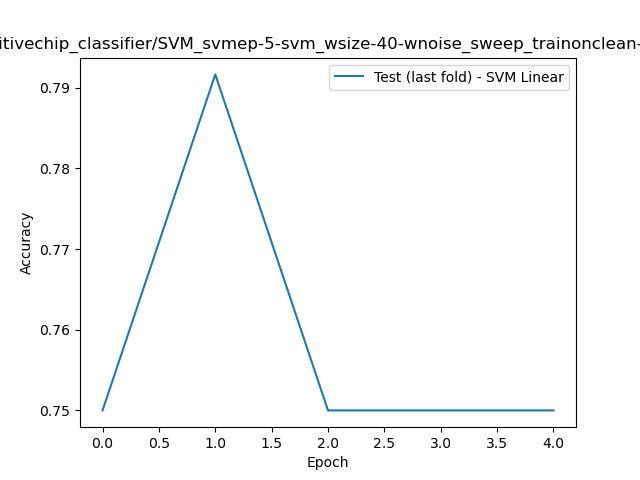 itivechip_classifier/SVM_svmep-5-svm_wsize-40-wnoise_sweep_trainonclean-
Test (last fold) - SVM Linear
0.79
0.78
0.77
0.76
0.75
Accuracy
0.0 0.5 1.0 1.5 2.0 2.5 3.0 3.5 4.0
Epoch